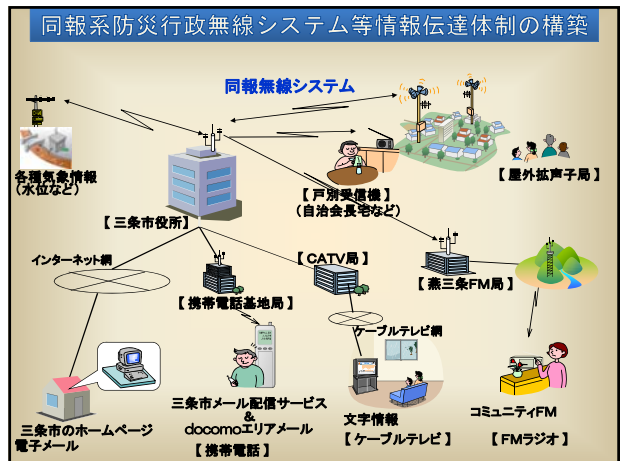 同報系防災行政無線システム等情報伝達体制の構築
同報無線システム
各種気象情報
(水位など)
【 三条市役所 】
【 戸別受信機 】
(自治会長宅など)
【 屋外拡声子局 】
インターネット網
【 携帯電話基地局 】
【 CATV局 】
【 燕三条FM局 】
ケーブルテレビ網
三条市のホームページ
電子メール
三条市メール配信サービス
&
docomoエリアメール
【 携帯電話 】
文字情報
【 ケーブルテレビ 】
コミュニティFM
【 FMラジオ 】